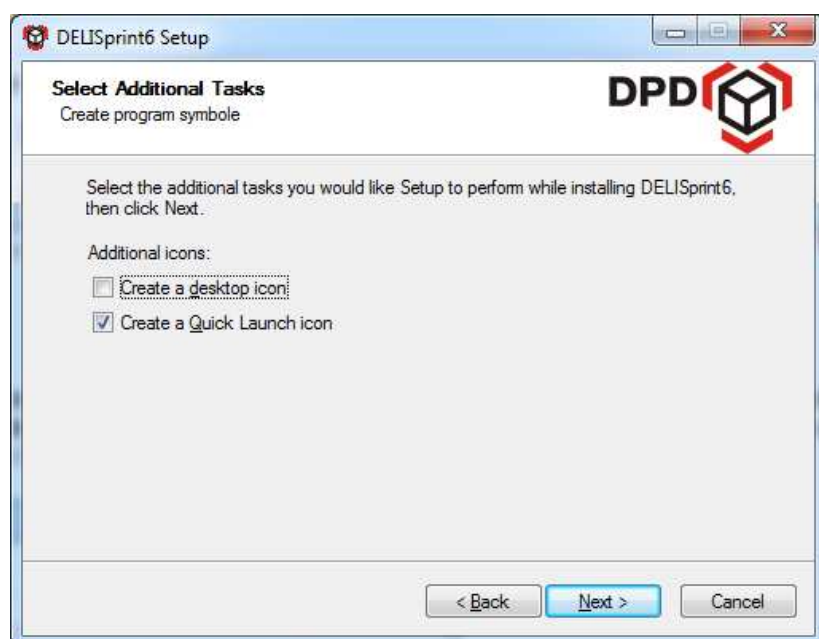 DELISprint6 Setup
Select Additional Tasks
Create program symbole
DPD
Select the additional tasks you would like Setup to perform while installing DELISprint6,
then click Next.
Additional icons:
Create a desktop icon
Create a Quick Launch icon
< Back
Next >
Cancel